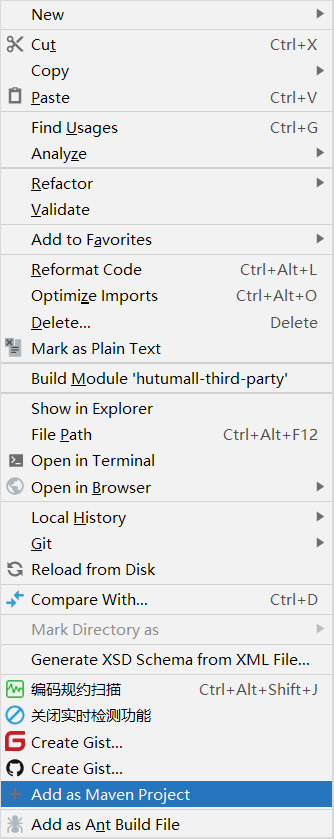 New
Cut Ctrl+X
Copy
Paste Ctrl+V
Find Usages Ctrl+G
Analyze
Refactor
Validate
Add to Favorites
Reformat Code Ctrl+Alt+L
Optimize Imports Ctrl+Alt+O
Delete... Delete
Mark as Plain Text
Build Module 'hutumall-third-party'
Show in Explorer
File Path Ctrl+Alt+F12
Open in Terminal
Open in Browser
Local History
Git
Reload from Disk
Compare With... Ctrl+D
Mark Directory as
Generate XSD Schema from XML File...
编码规约扫描 Ctrl+Alt+Shift+J
关闭实时检测功能
Create Gist...
Create Gist...
Add as Maven Project
Add as Ant Build File